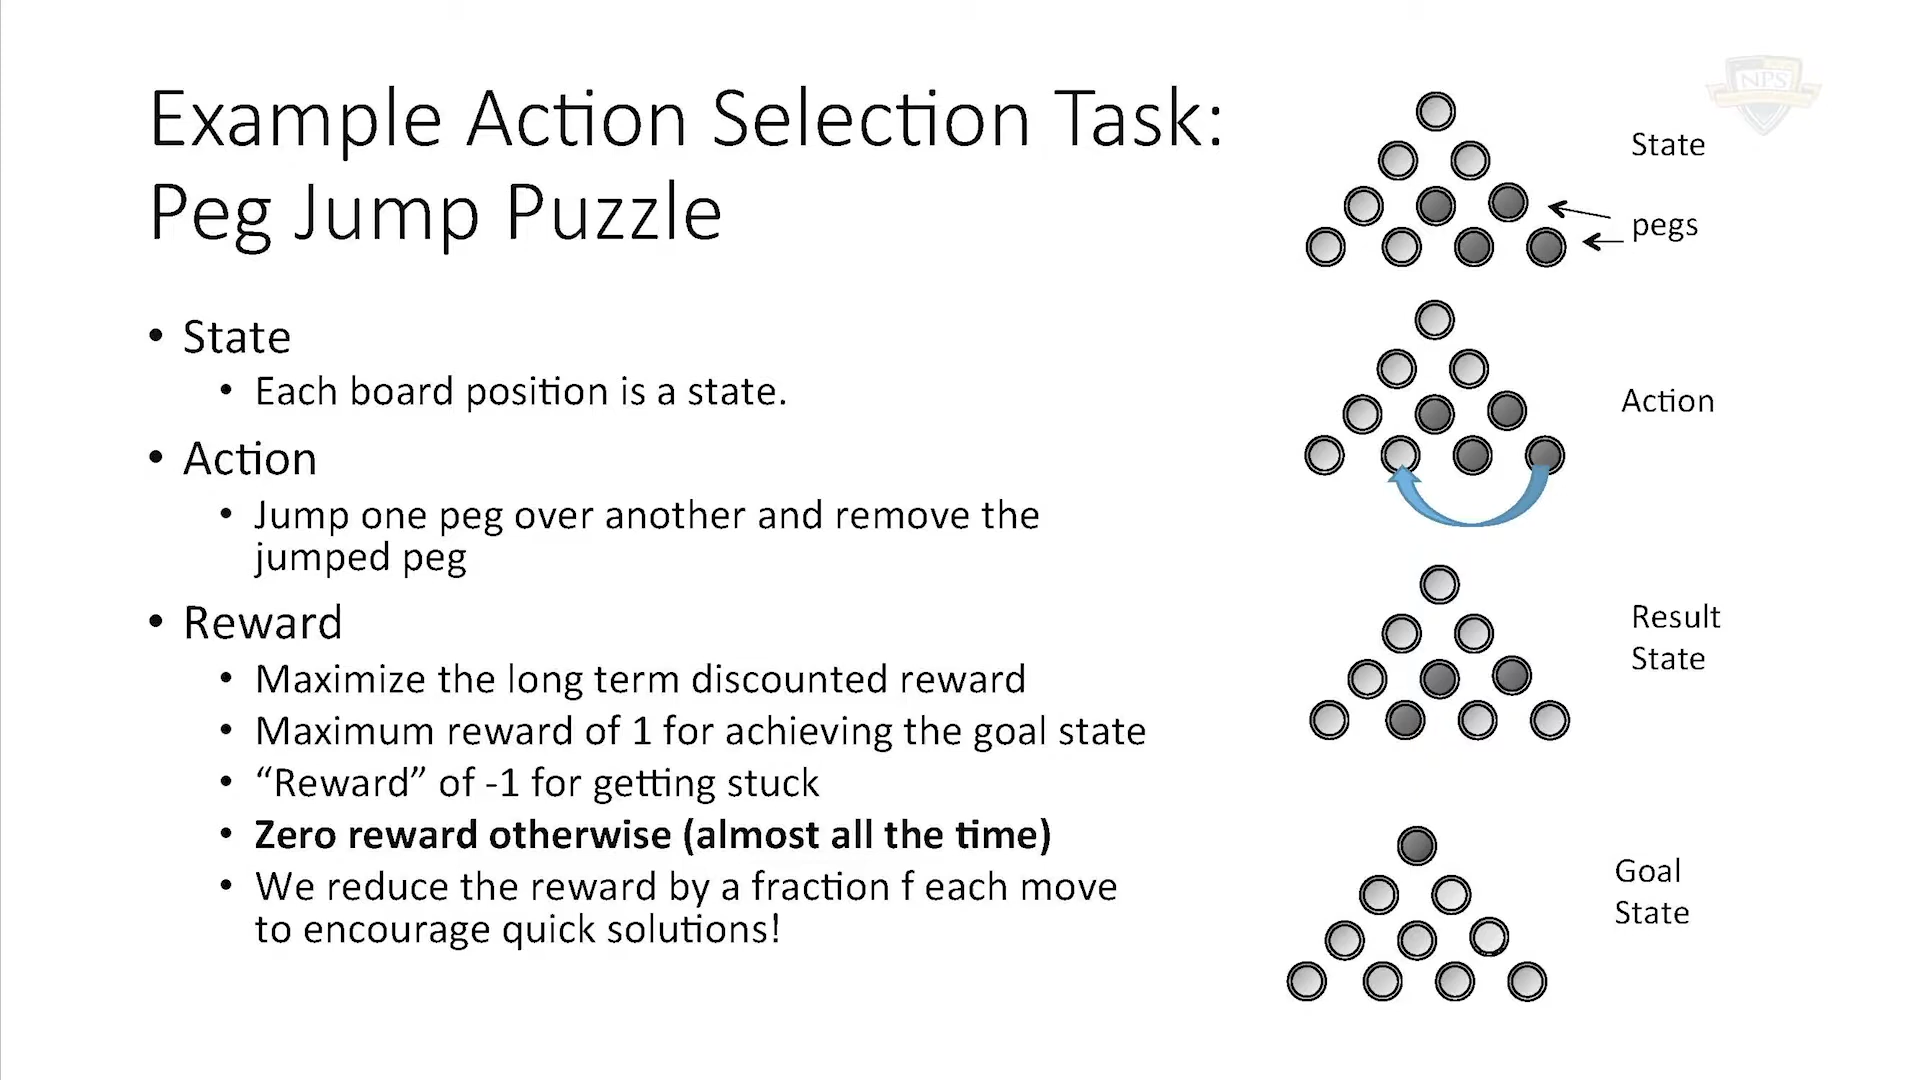 Example Action Selection Task:
Peg Jump Puzzle
• State
• Each board position is a state.
• Action
• Jump one peg over another and remove the
jumped peg
• Reward
• Maximize the long term discounted reward
• Maximum reward of 1 for achieving the goal state
• “Reward” of -1 for getting stuck
• Zero reward otherwise (almost all the time)
• We reduce the reward by a fraction f each move
to encourage quick solutions!
NPS
State
pegs
Action
Result
State
Goal
State